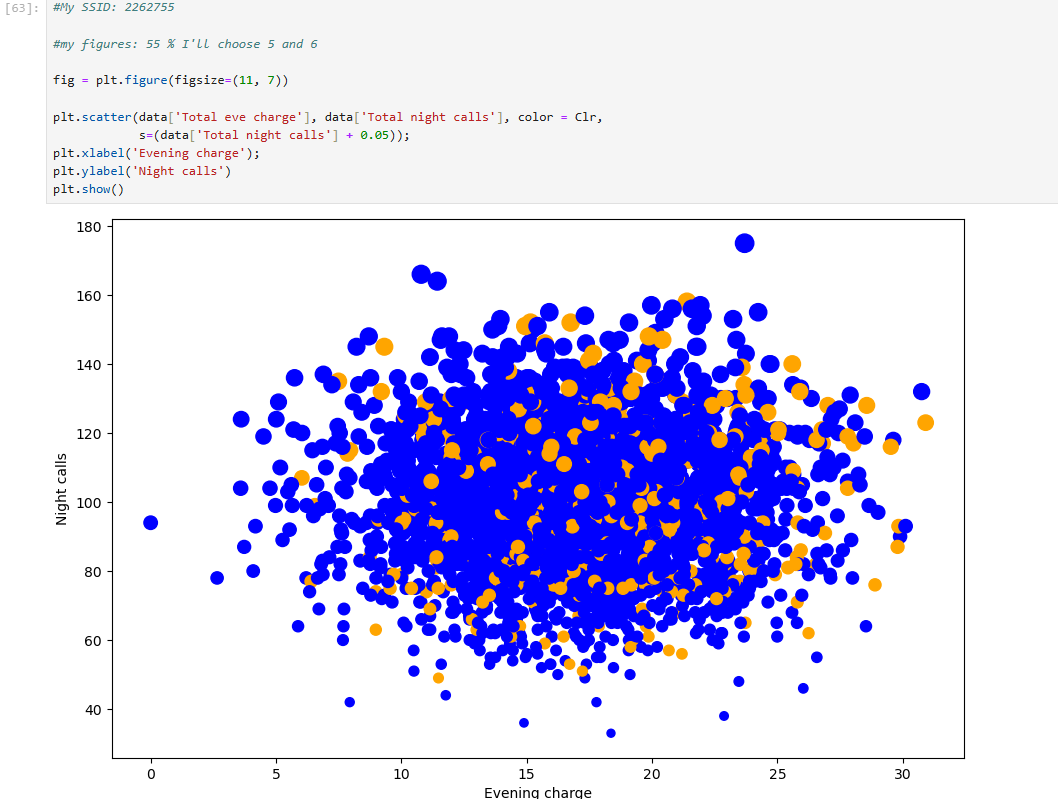 [63]: #My SSID: 2262755
#my figures: 55 % I'll choose 5 and 6
fig = plt.figure(figsize=(11, 7))
plt.scatter(data['Total eve charge'], data['Total night calls'], color = Clr,
s=(data['Total night calls'] + 0.05));
plt.xlabel('Evening charge');
plt.ylabel('Night calls')
plt.show()
180
160
140
120
100
80
60
40
Night calls
0 5 10 15 20 25 30
Evening charge